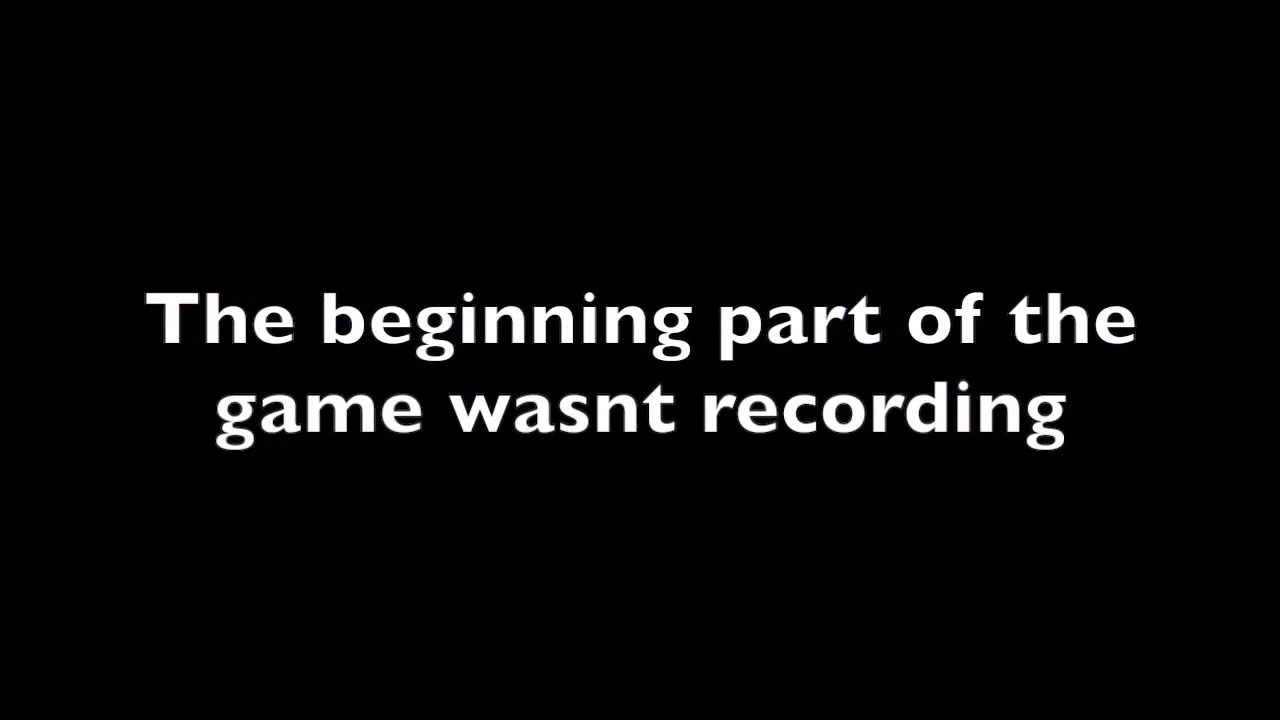 The beginning part of the
game wasnt recording